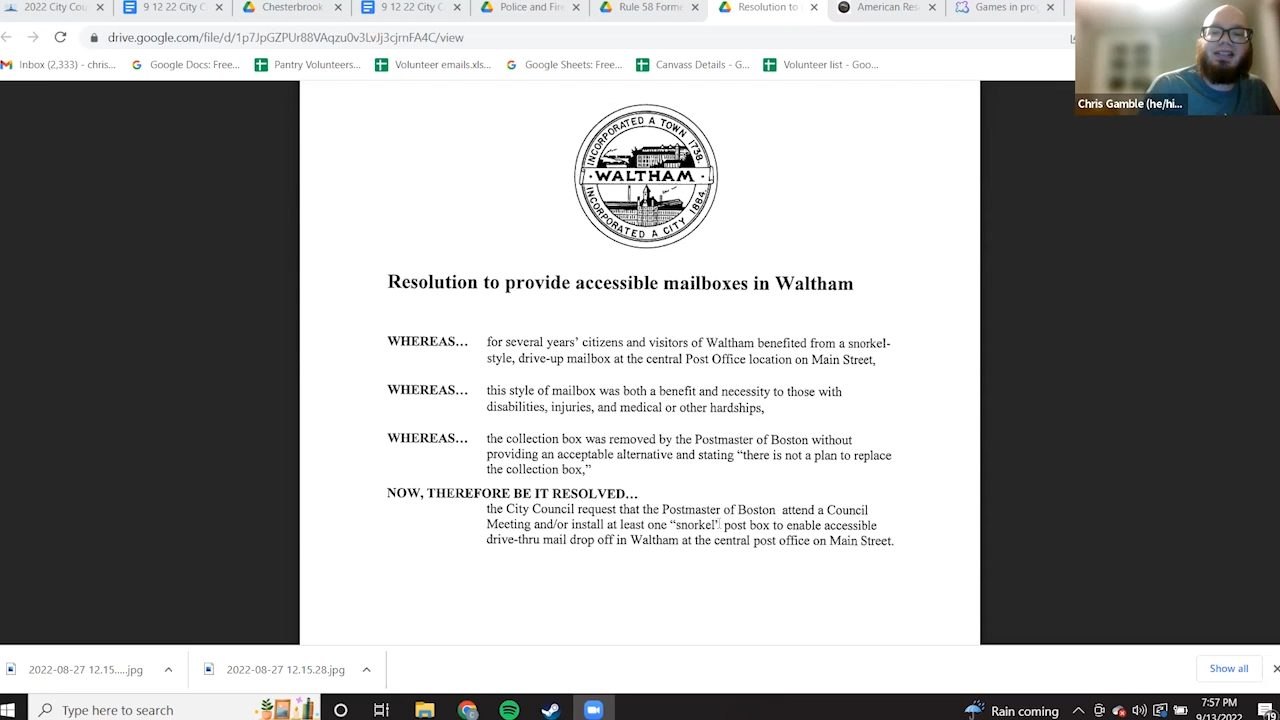 2022 City Cou
9 12 22 City C
Chesterbrook
9 12 22 City C
Police and Fire
Rule 58 Forme
Resolution to
American Res
Games in prog
drive.google.com/file/d/1p7JpGZPUr88VAqzu0v3LvJj3cjrnFA4C/view
Inbox (2,333) - chris...
Google Docs: Free...
Pantry Volunteers...
Volunteer emails.xls...
Google Sheets: Free...
Canvass Details - G...
Volunteer list - Goo...
Chris Gamble (he/hi...
INCORPORATED A TOWN 1738.
· WALTHAM ·
INCORPORATED A CITY 1884.
Resolution to provide accessible mailboxes in Waltham
WHEREAS… for several years’ citizens and visitors of Waltham benefited from a snorkel-
style, drive-up mailbox at the central Post Office location on Main Street,
WHEREAS… this style of mailbox was both a benefit and necessity to those with
disabilities, injuries, and medical or other hardships,
WHEREAS… the collection box was removed by the Postmaster of Boston without
providing an acceptable alternative and stating “there is not a plan to replace
the collection box,”
NOW, THEREFORE BE IT RESOLVED…
the City Council request that the Postmaster of Boston attend a Council
Meeting and/or install at least one “snorkel” post box to enable accessible
drive-thru mail drop off in Waltham at the central post office on Main Street.
2022-08-27 12.15.....jpg
2022-08-27 12.15.28.jpg
Show all
Type here to search
Rain coming
7:57 PM
9/13/2022